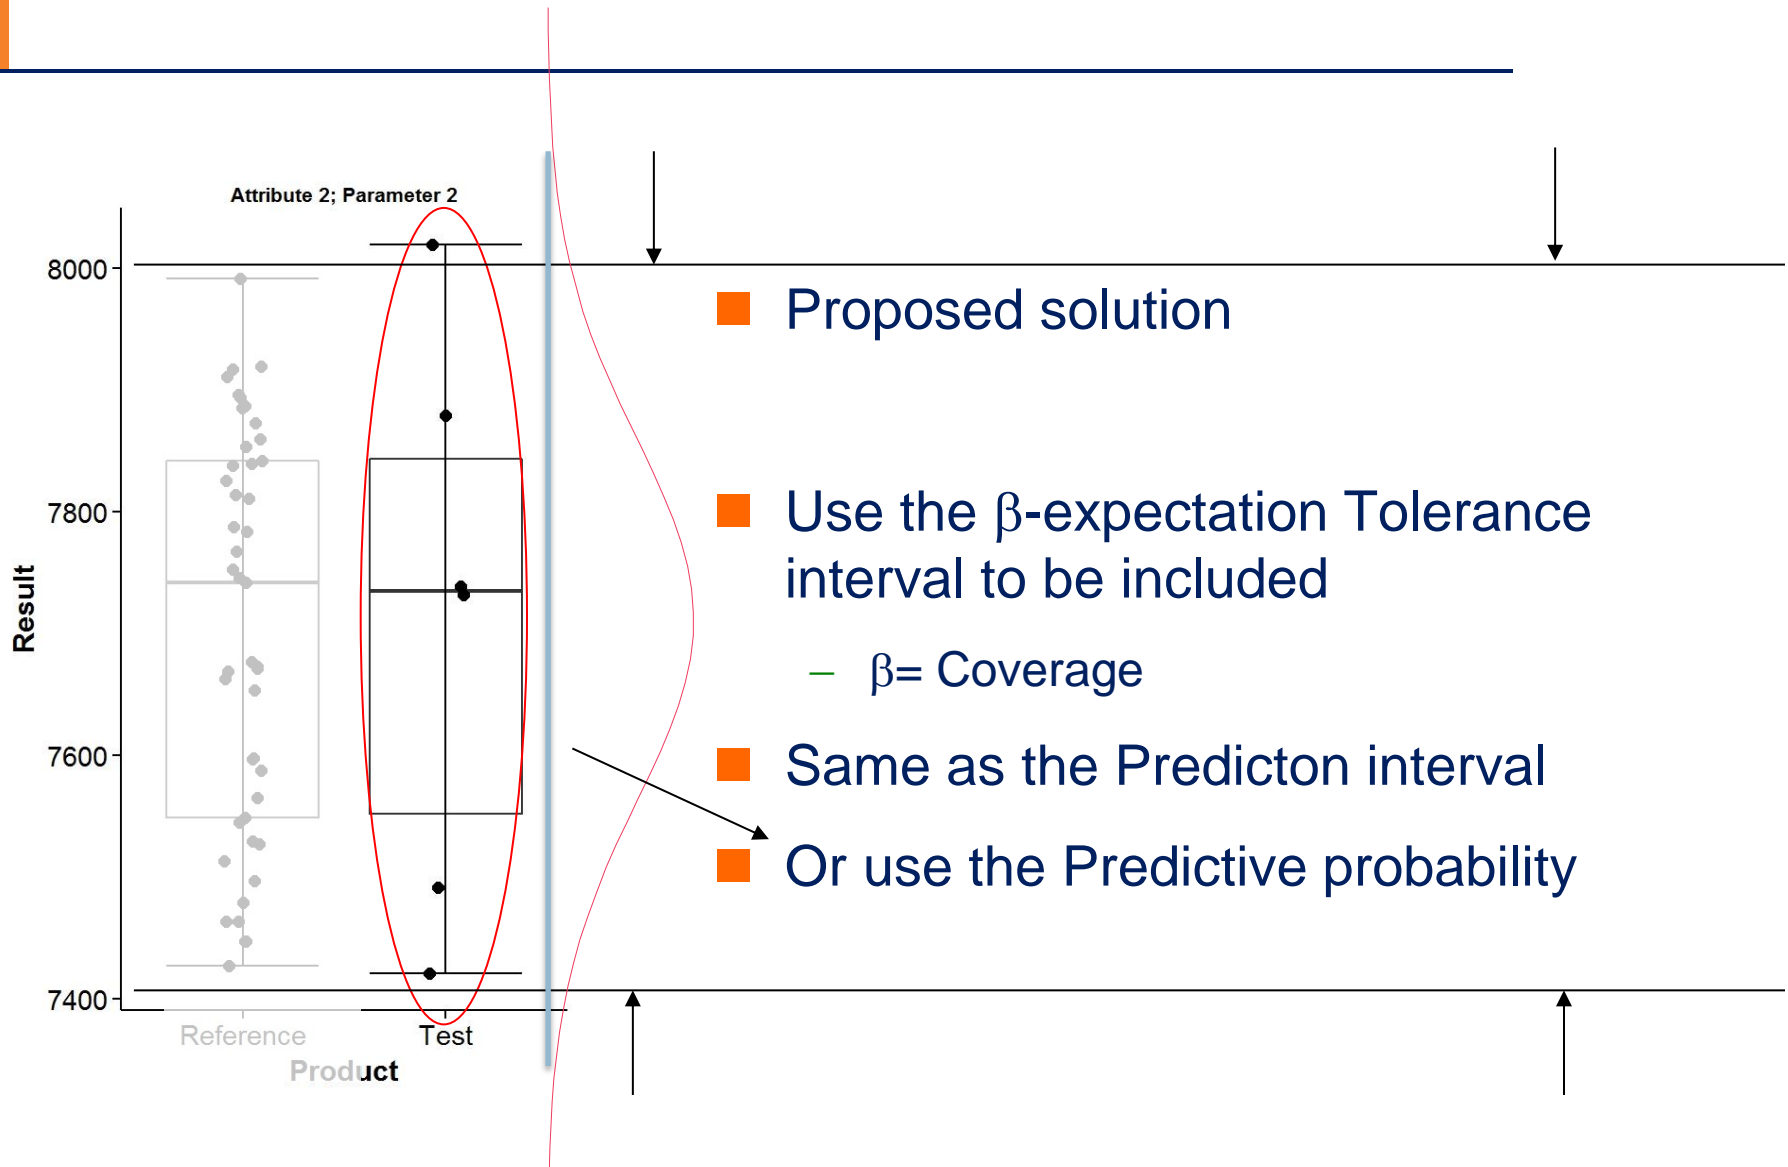 Attribute 2; Parameter 2
8000
7800
7600
7400
Result
Reference
Test
Product
Proposed solution
Use the β-expectation Tolerance
interval to be included
– β= Coverage
Same as the Predicton interval
Or use the Predictive probability